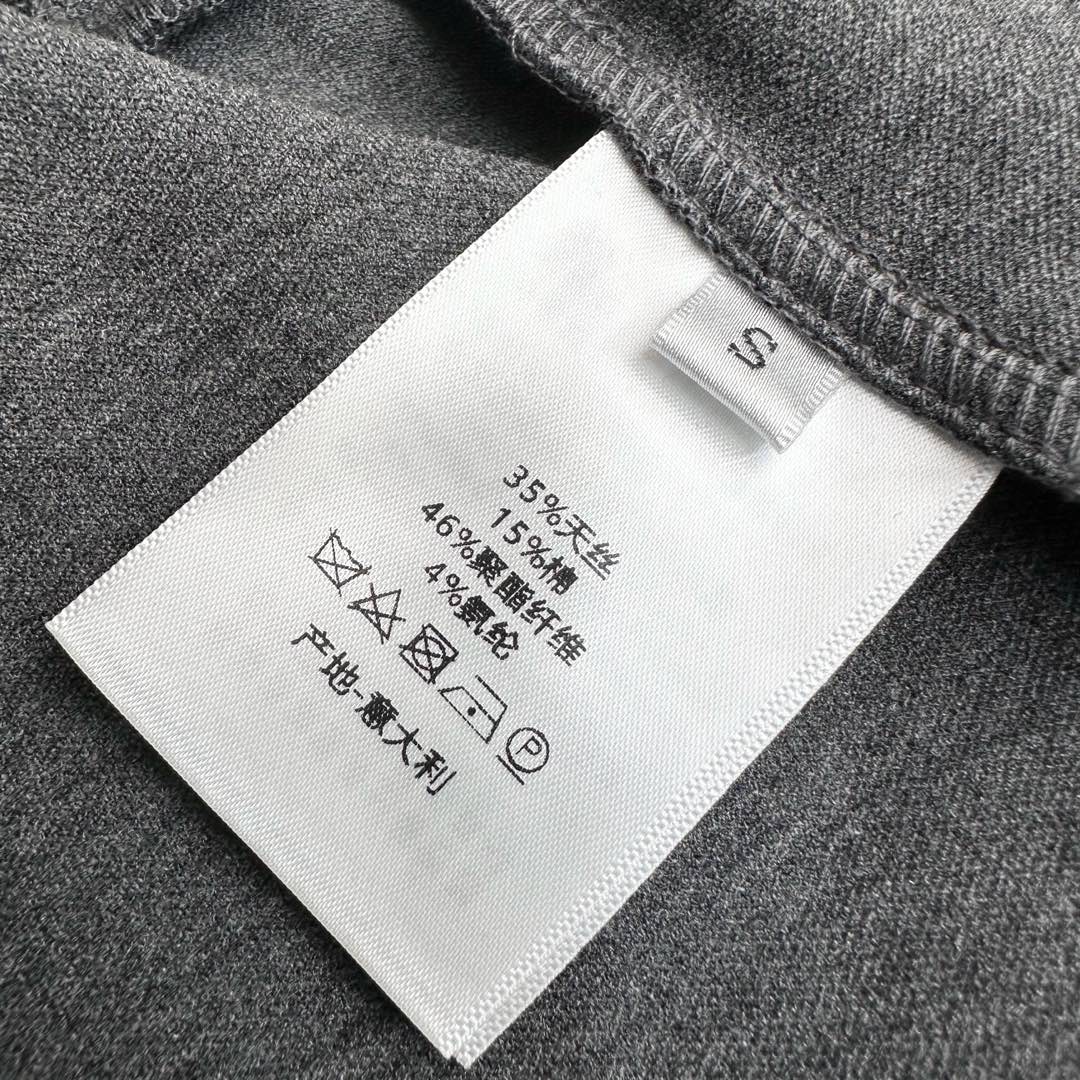 S
35%天丝
15%棉
46%聚酯纤维
4%氨纶
P
产地-意大利